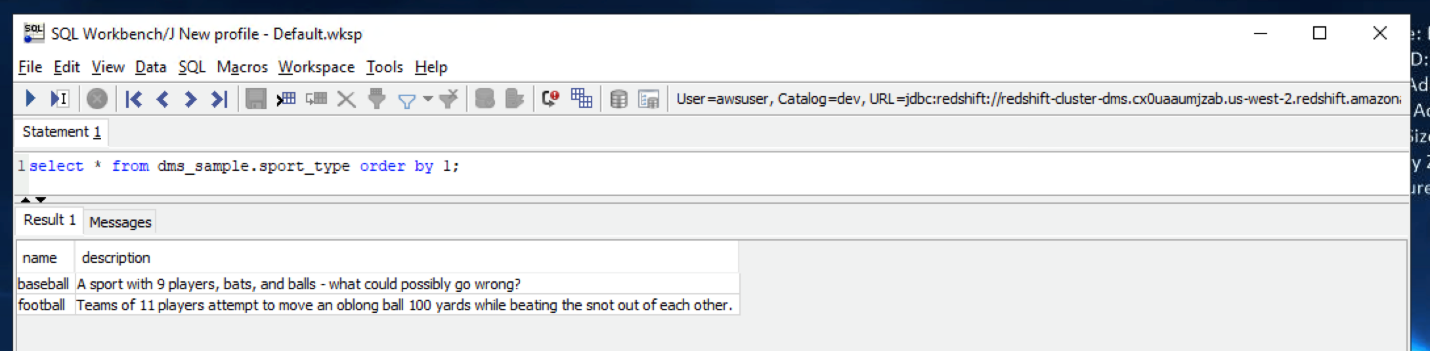 SQL Workbench/J New profile - Default.wksp
File Edit View Data SQL Macros Workspace Tools Help
User=awsuser, Catalog=dev, URL=jdbc:redshift://redshift-cluster-dms.cx0uaaumjzab.us-west-2.redshift.amazon
Statement 1
1 select * from dms_sample.sport_type order by 1;
Result 1 Messages
name description
baseball A sport with 9 players, bats, and balls - what could possibly go wrong?
football Teams of 11 players attempt to move an oblong ball 100 yards while beating the snot out of each other.